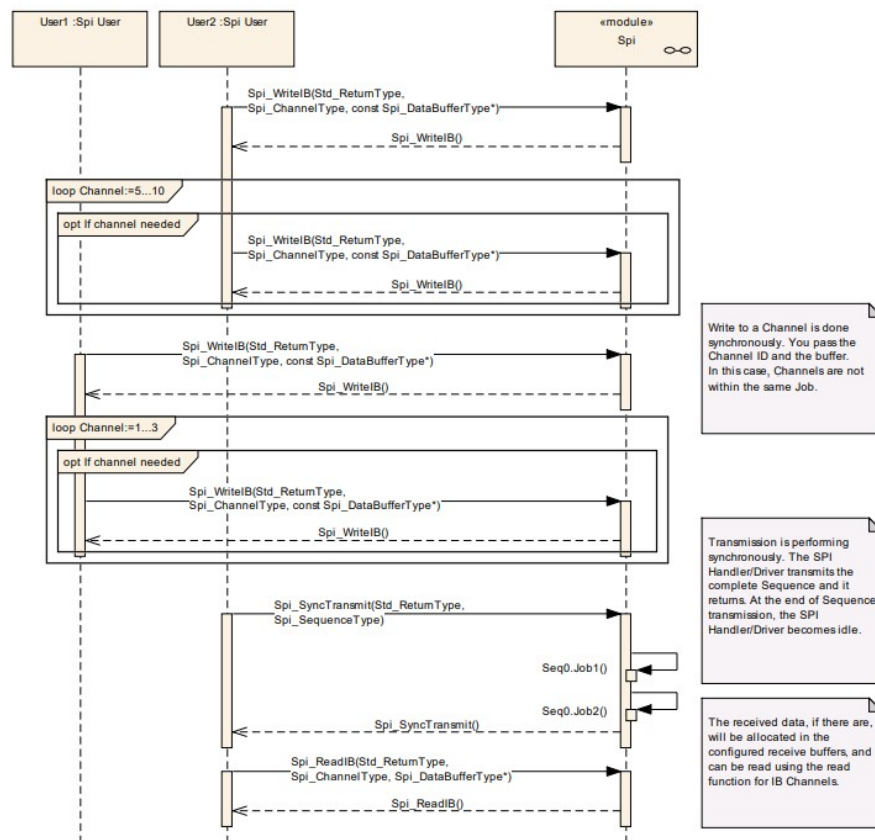 User1 :Spi User
User2 :Spi User
«module»
Spi
Spi_WriteIB(Std_ReturnType,
Spi_ChannelType, const Spi_DataBufferType*)
Spi_WriteIB()
loop Channel:=5...10
opt If channel needed
Spi_WriteIB(Std_ReturnType,
Spi_ChannelType, const Spi_DataBufferType*)
Spi_WriteIB()
Write to a Channel is done
synchronously. You pass the
Channel ID and the buffer.
In this case, Channels are not
within the same Job.
Spi_WriteIB(Std_ReturnType,
Spi_ChannelType, const Spi_DataBufferType*)
Spi_WriteIB()
loop Channel:=1...3
opt If channel needed
Spi_WriteIB(Std_ReturnType,
Spi_ChannelType, const Spi_DataBufferType*)
Spi_WriteIB()
Transmission is performing
synchronously. The SPI
Handler/Driver transmits the
complete Sequence and it
returns. At the end of Sequence
transmission, the SPI
Handler/Driver becomes idle.
Spi_SyncTransmit(Std_ReturnType,
Spi_SequenceType)
Seq0.Job1()
Seq0.Job2()
Spi_SyncTransmit()
The received data, if there are,
will be allocated in the
configured receive buffers, and
can be read using the read
function for IB Channels.
Spi_ReadIB(Std_ReturnType,
Spi_ChannelType, Spi_DataBufferType*)
Spi_ReadIB()